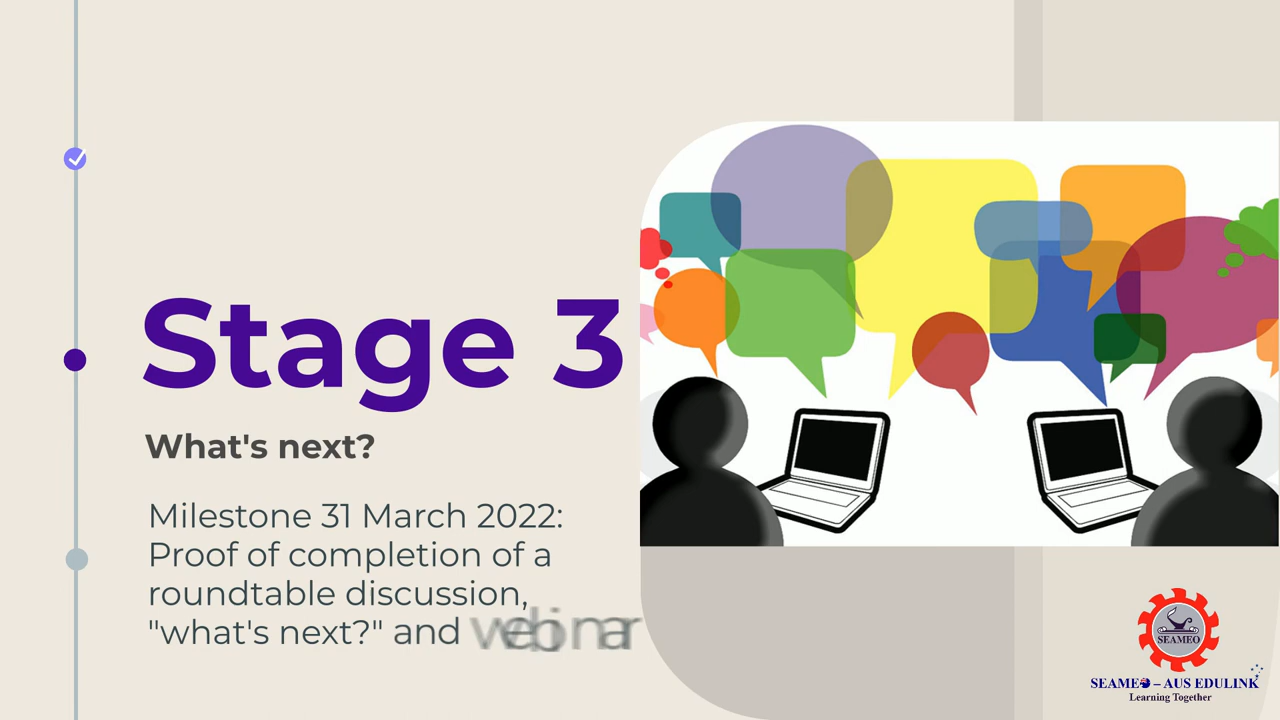 Stage 3
What's next?
Milestone 31 March 2022:
Proof of completion of a
roundtable discussion,
"what's next?" and webinar
SEAMEO
SEAMEO – AUS EDULINK
Learning Together